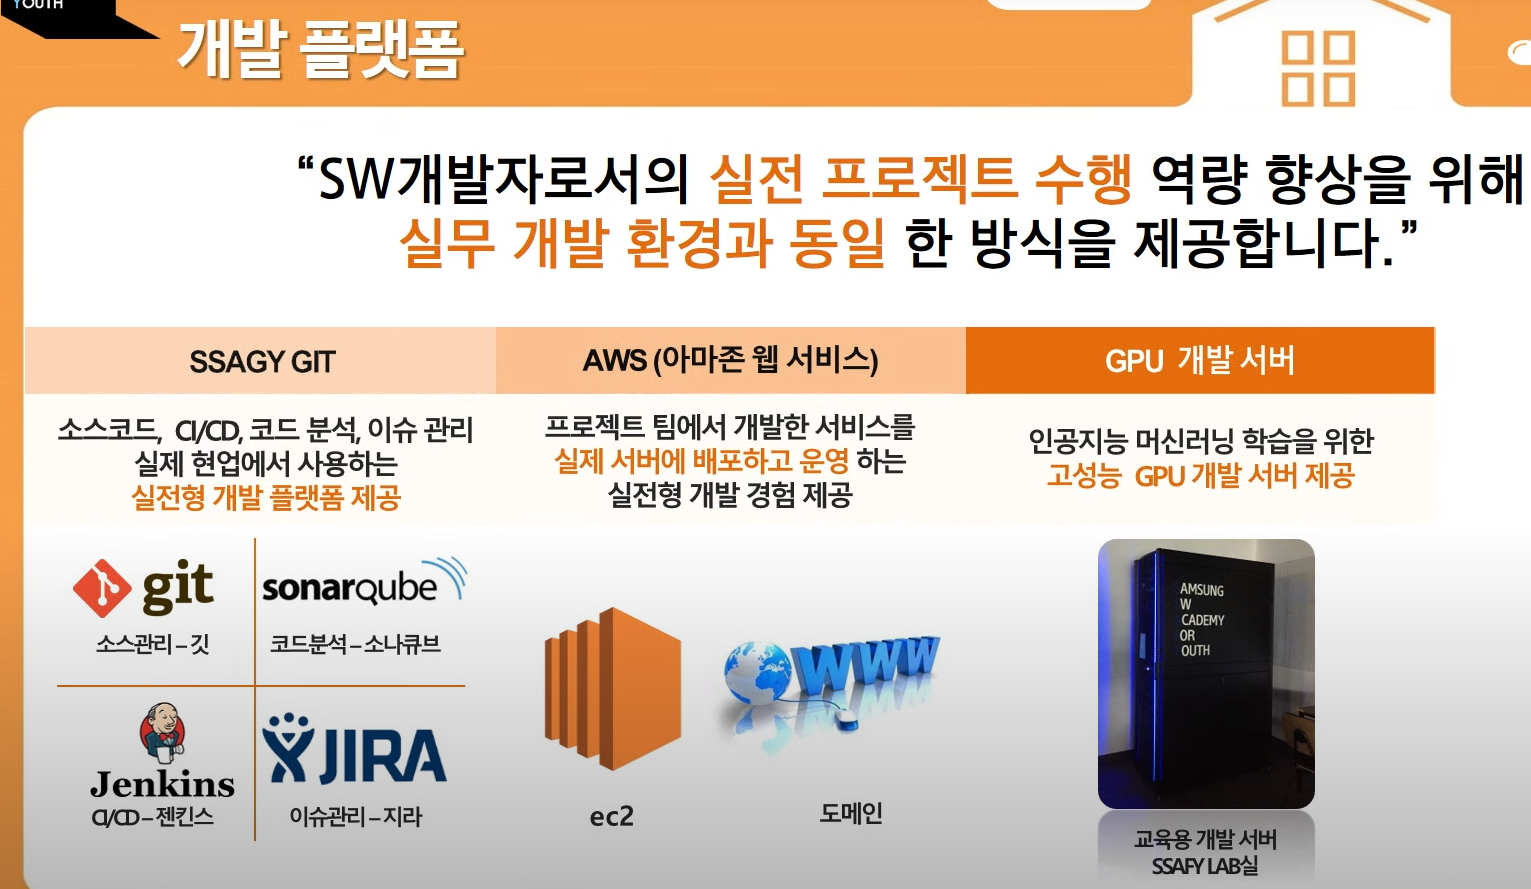 YOUTH
개발 플랫폼
“SW개발자로서의 실전 프로젝트 수행 역량 향상을 위해
실무 개발 환경과 동일 한 방식을 제공합니다.”
SSAGY GIT
소스코드, CI/CD, 코드 분석, 이슈 관리
실제 현업에서 사용하는
실전형 개발 플랫폼 제공
git
소스관리 – 깃
sonarqube
코드분석 – 소나큐브
Jenkins
CI/CD – 젠킨스
JIRA
이슈관리 – 지라
AWS (아마존 웹 서비스)
프로젝트 팀에서 개발한 서비스를
실제 서버에 배포하고 운영 하는
실전형 개발 경험 제공
ec2
WWW
도메인
GPU 개발 서버
인공지능 머신러닝 학습을 위한
고성능 GPU 개발 서버 제공
AMSUNG
W
CADEMY
OR
OUTH
교육용 개발 서버
SSAFY LAB실